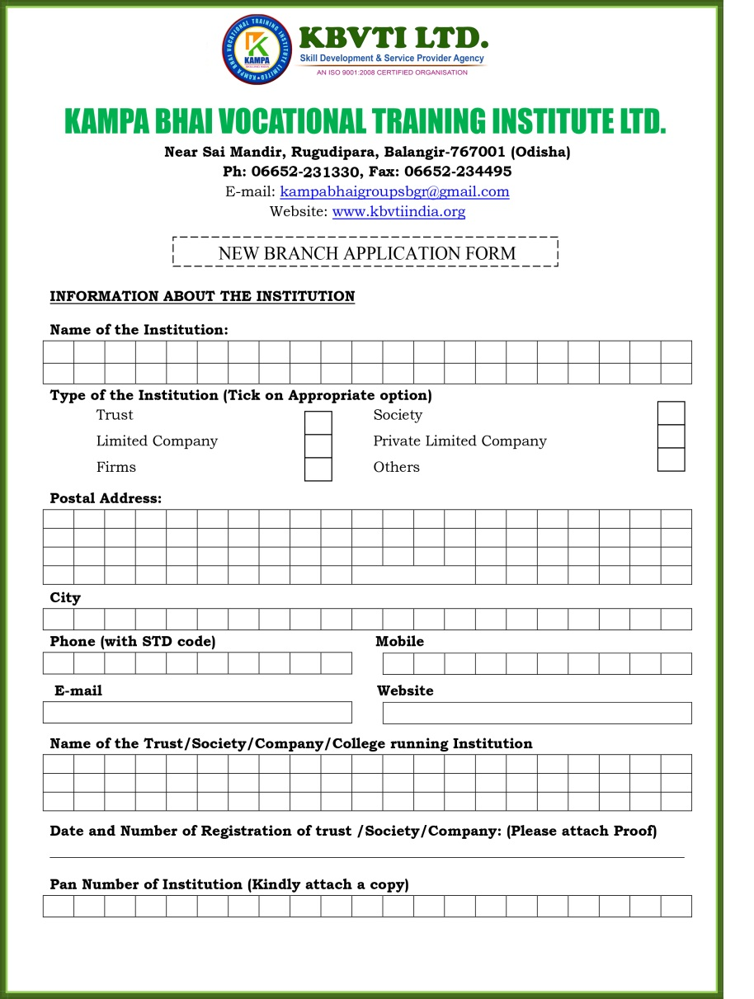 KAMPA BHAI VOCATIONAL TRAINING INSTITUTE LIMITED
KAMPA
KBVTI LTD.
Skill Development & Service Provider Agency
AN ISO 9001:2008 CERTIFIED ORGANISATION
KAMPA BHAI VOCATIONAL TRAINING INSTITUTE LTD.
Near Sai Mandir, Rugudipara, Balangir-767001 (Odisha)
Ph: 06652-231330, Fax: 06652-234495
E-mail: kampabhaigroupsbgr@gmail.com
Website: www.kbvtiindia.org
NEW BRANCH APPLICATION FORM
INFORMATION ABOUT THE INSTITUTION
Name of the Institution:
Type of the Institution (Tick on Appropriate option)
Trust Society
Limited Company Private Limited Company
Firms Others
Postal Address:
City
Phone (with STD code) Mobile
E-mail Website
Name of the Trust/Society/Company/College running Institution
Date and Number of Registration of trust /Society/Company: (Please attach Proof)
Pan Number of Institution (Kindly attach a copy)